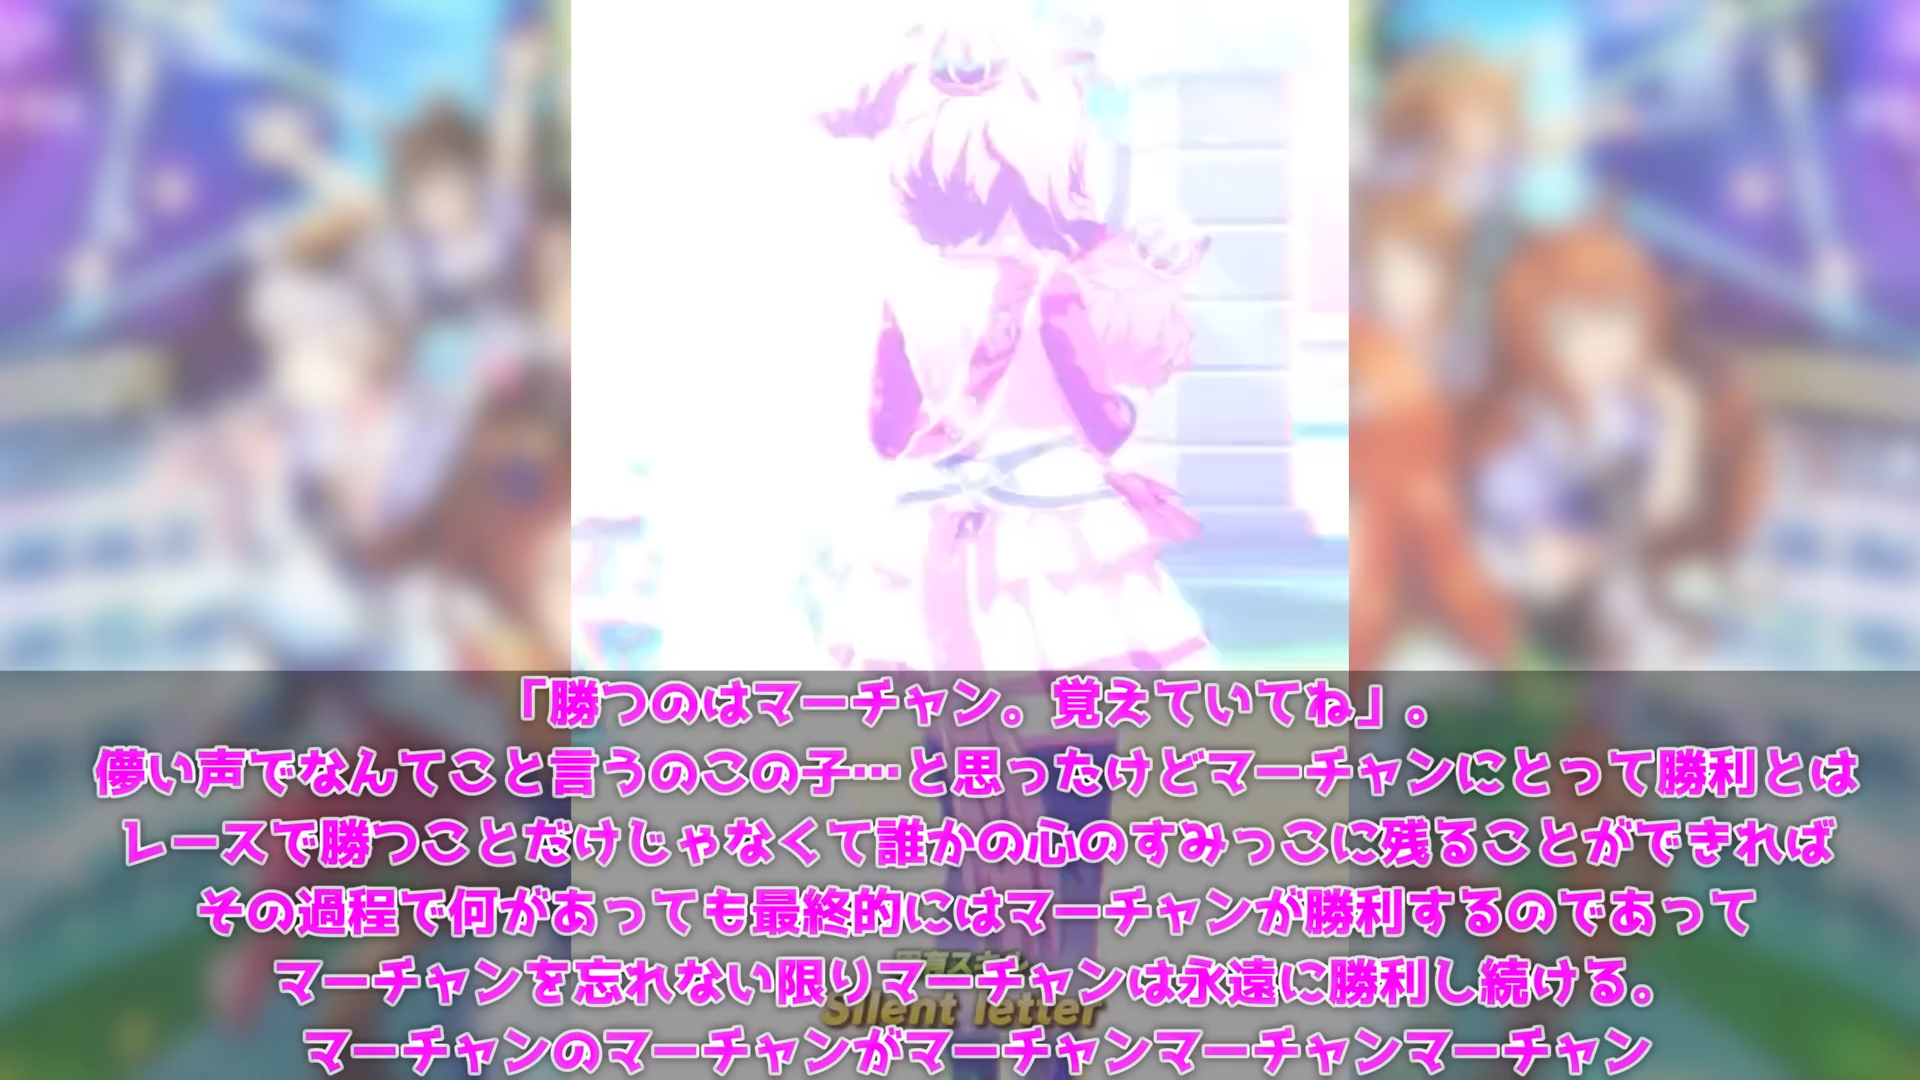 「勝つのはマーチャン。覚えていてね」。
儚い声でなんてこと言うのこの子…と思ったけどマーチャンにとって勝利とは
レースで勝つことだけじゃなくて誰かの心のすみっこに残ることができれば
その過程で何があっても最終的にはマーチャンが勝利するのであって
固有スキル
マーチャンを忘れない限りマーチャンは永遠に勝利し続ける。
Silent letter
マーチャンのマーチャンがマーチャンマーチャンマーチャン